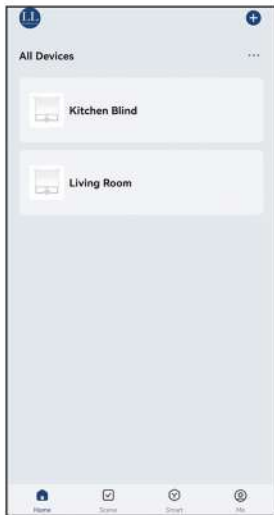 LL
All Devices
Kitchen Blind
Living Room
Home
Scene
Smart
Me